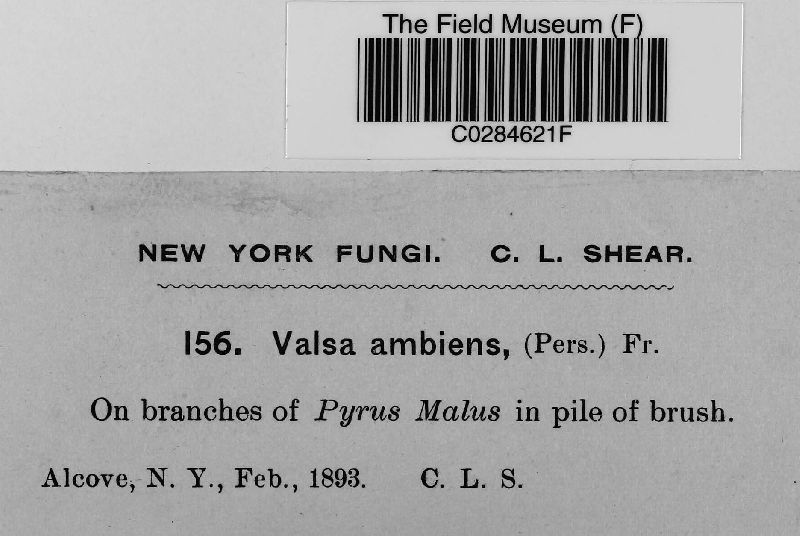 The Field Museum (F)
C0284621F
NEW YORK FUNGI. C. L. SHEAR.
156. Valsa ambiens, (Pers.) Fr.
On branches of Pyrus Malus in pile of brush.
Alcove, N. Y., Feb., 1893. C. L. S.